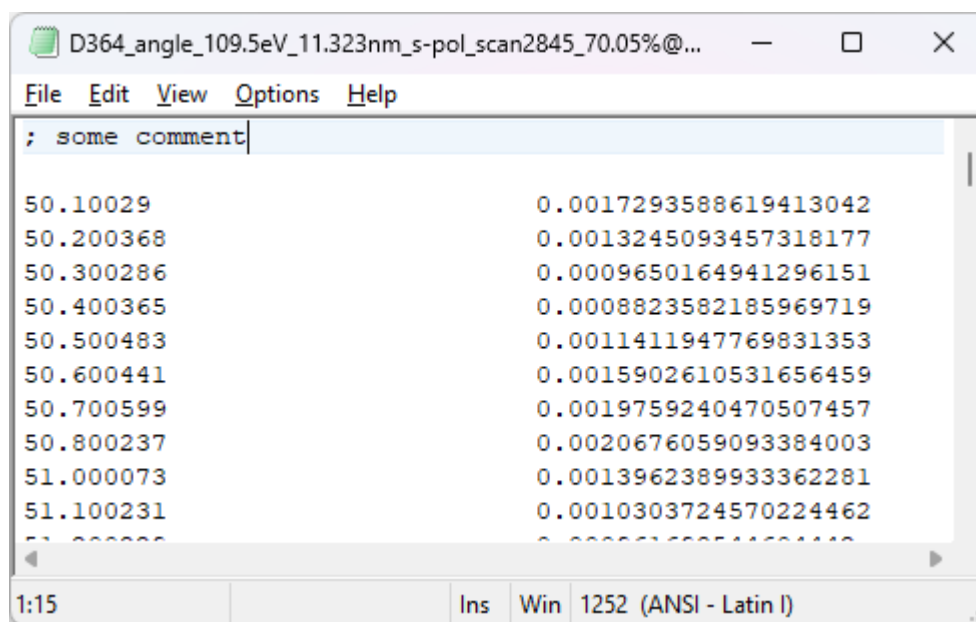 D364_angle_109.5eV_11.323nm_s-pol_scan2845_70.05%@...
File Edit View Options Help
; some comment
50.10029 0.0017293588619413042
50.200368 0.0013245093457318177
50.300286 0.0009650164941296151
50.400365 0.0008823582185969719
50.500483 0.0011411947769831353
50.600441 0.0015902610531656459
50.700599 0.0019759240470507457
50.800237 0.0020676059093384003
51.000073 0.0013962389933362281
51.100231 0.0010303724570224462
1:15 Ins Win 1252 (ANSI - Latin I)